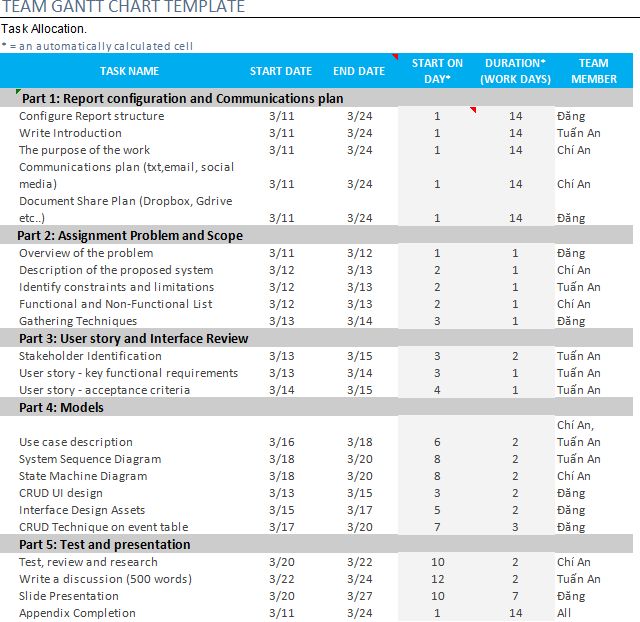 TEAM GANTT CHART TEMPLATE
Task Allocation.
* = an automatically calculated cell
TASK NAME START DATE END DATE START ON DAY* DURATION* (WORK DAYS) TEAM MEMBER
Part 1: Report configuration and Communications plan
Configure Report structure 3/11 3/24 1 14 Đăng
Write Introduction 3/11 3/24 1 14 Tuấn An
The purpose of the work 3/11 3/24 1 14 Chí An
Communications plan (txt,email, social
media) 3/11 3/24 1 14 Chí An
Document Share Plan (Dropbox, Gdrive
etc..) 3/11 3/24 1 14 Đăng
Part 2: Assignment Problem and Scope
Overview of the problem 3/11 3/12 1 1 Đăng
Description of the proposed system 3/12 3/13 2 1 Chí An
Identify constraints and limitations 3/12 3/13 2 1 Tuấn An
Functional and Non-Functional List 3/12 3/13 2 1 Chí An
Gathering Techniques 3/13 3/14 3 1 Đăng
Part 3: User story and Interface Review
Stakeholder Identification 3/13 3/15 3 2 Tuấn An
User story - key functional requirements 3/13 3/14 3 1 Tuấn An
User story - acceptance criteria 3/14 3/15 4 1 Tuấn An
Part 4: Models
Chí An,
Use case description 3/16 3/18 6 2 Tuấn An
System Sequence Diagram 3/18 3/20 8 2 Tuấn An
State Machine Diagram 3/18 3/20 8 2 Chí An
CRUD UI design 3/13 3/15 3 2 Đăng
Interface Design Assets 3/15 3/17 5 2 Đăng
CRUD Technique on event table 3/17 3/20 7 3 Đăng
Part 5: Test and presentation
Test, review and research 3/20 3/22 10 2 Chí An
Write a discussion (500 words) 3/22 3/24 12 2 Tuấn An
Slide Presentation 3/20 3/27 10 7 Đăng
Appendix Completion 3/11 3/24 1 14 All